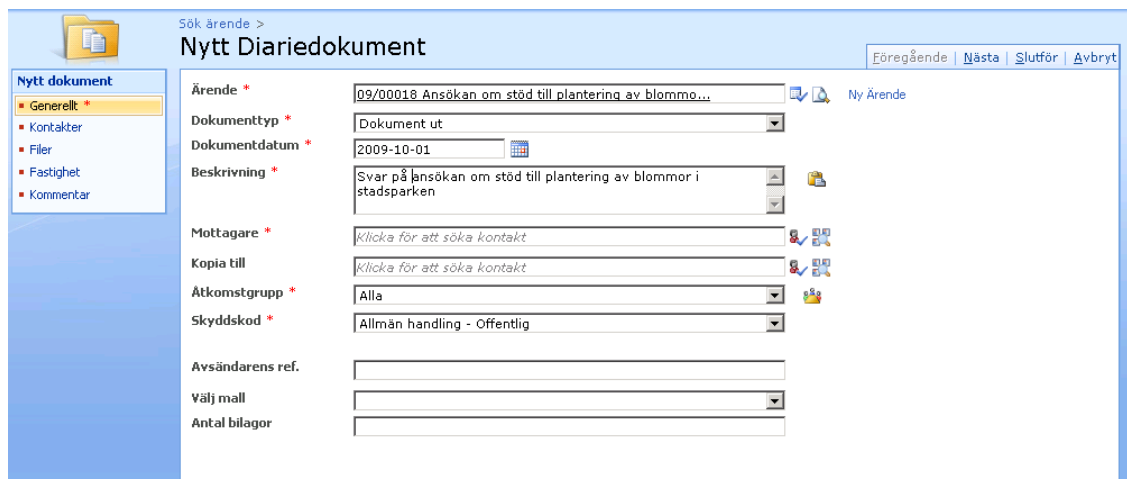 Sök ärende >
Nytt Diariedokument
Föregående | Nästa | Slutför | Avbryt
Nytt dokument
Generellt *
Kontakter
Filer
Fastighet
Kommentar
Ärende *
09/00018 Ansökan om stöd till plantering av blommo...
Ny Ärende
Dokumenttyp *
Dokument ut
Dokumentdatum *
2009-10-01
Beskrivning *
Svar på ansökan om stöd till plantering av blommor i
stadsparken
Mottagare *
Klicka för att söka kontakt
Kopia till
Klicka för att söka kontakt
Åtkomstgrupp *
Alla
Skyddskod *
Allmän handling - Offentlig
Avsändarens ref.
Välj mall
Antal bilagor